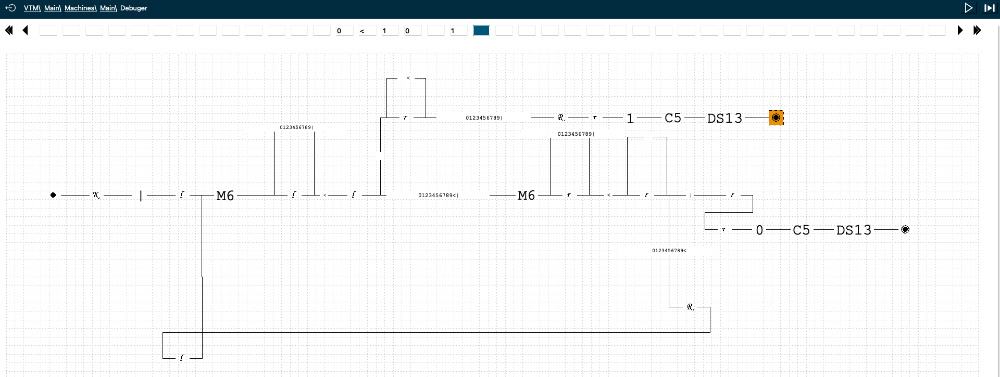 VTM\ Main\ Machines\ Main\ Debuger
0 < 1 0 1
<
r 0123456789| R r 1 C5 DS13
0123456789|
0123456789|
K | l M6 l < l 0123456789<| M6 r < r | r
r 0 C5 DS13
0123456789<
R
l